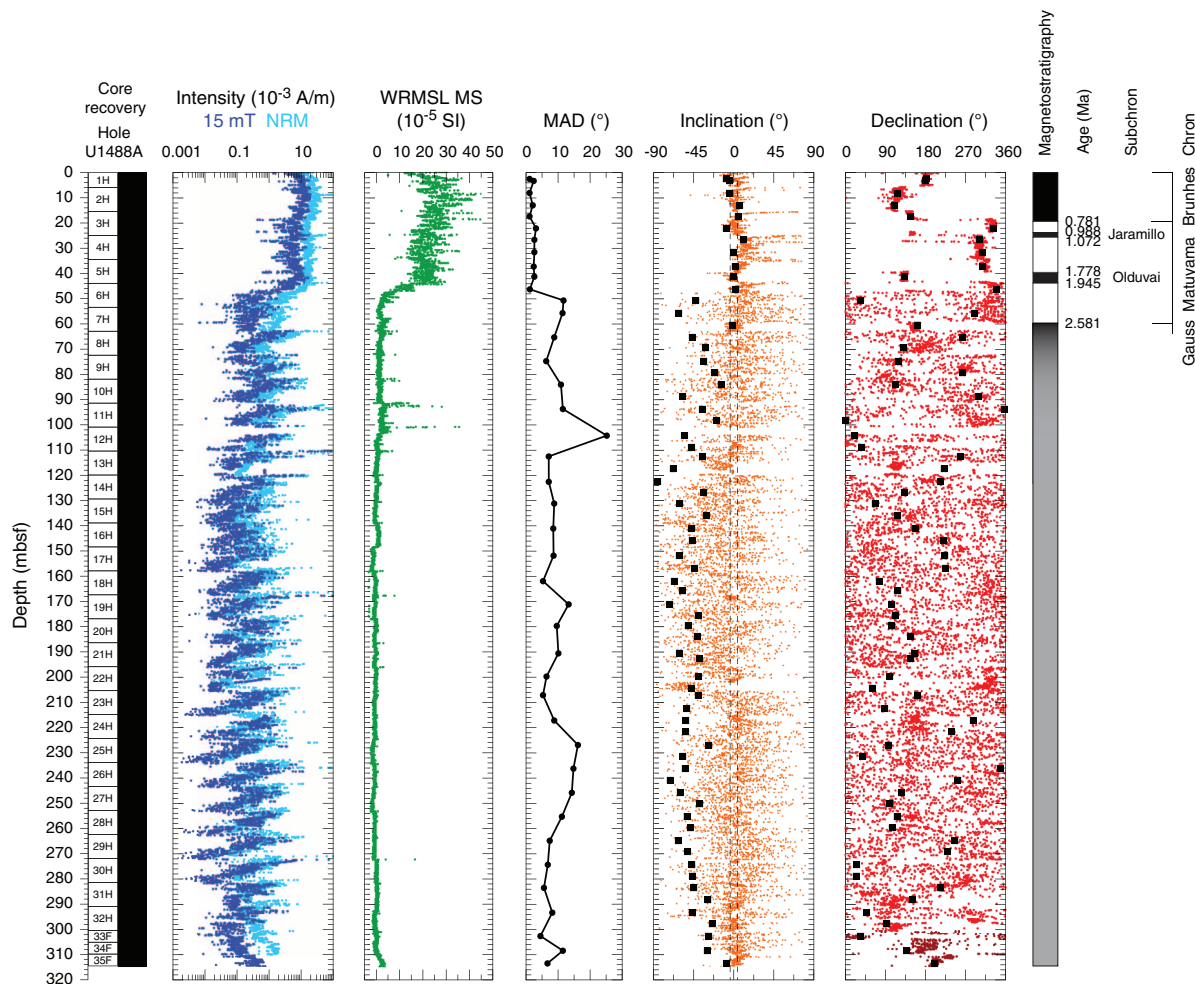 Core
recovery
Hole
U1488A
Intensity (10-3 A/m)
15 mT NRM
0.001 0.1 10
WRMSL MS
(10-5 SI)
0 10 20 30 40 50
MAD (°)
0 10 20 30
Inclination (°)
-90 -45 0 45 90
Declination (°)
0 90 180 270 360
Magnetostratigraphy
Age (Ma)
Subchron
Chron
Depth (mbsf)
0
10
20
30
40
50
60
70
80
90
100
110
120
130
140
150
160
170
180
190
200
210
220
230
240
250
260
270
280
290
300
310
320
1H
2H
3H
4H
5H
6H
7H
8H
9H
10H
11H
12H
13H
14H
15H
16H
17H
18H
19H
20H
21H
22H
23H
24H
25H
26H
27H
28H
29H
30H
31H
32H
33F
34F
35F
0.781
0.988
1.072
1.778
1.945
2.581
Jaramillo
Olduvai
Brunhes
Matuyama
Gauss